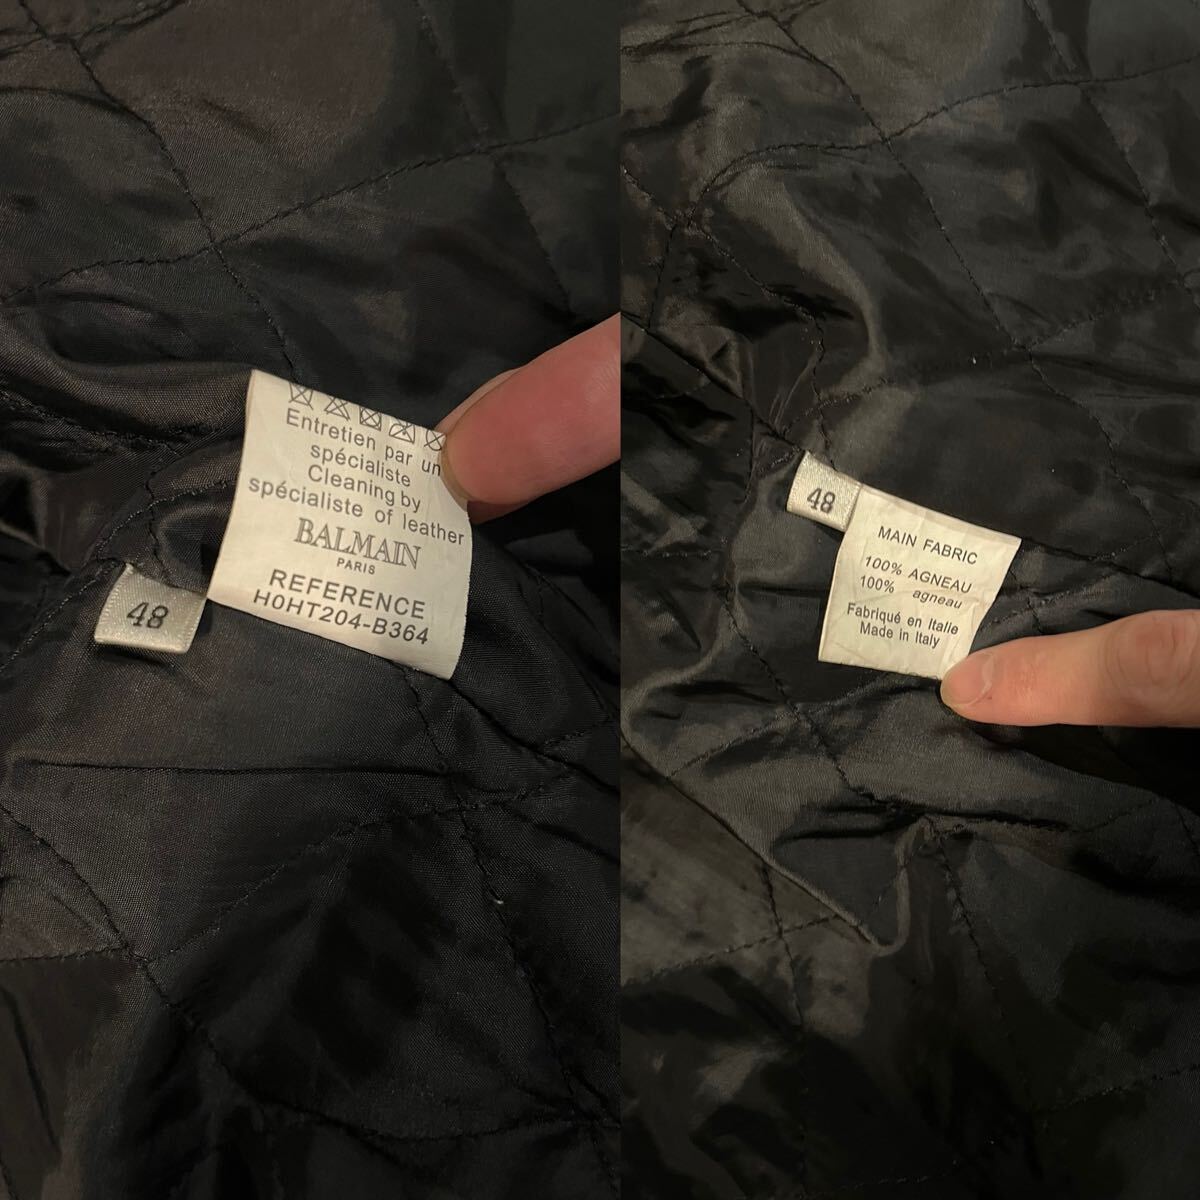 Entretien par un
spécialiste
Cleaning by
spécialiste of leather
BALMAIN
PARIS
REFERENCE
H0HT204-B364
48
48
MAIN FABRIC
100% AGNEAU
100% agneau
Fabriqué en Italie
Made in Italy